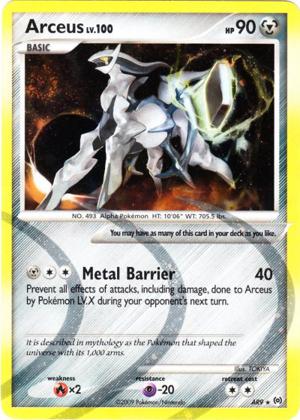 Arceus LV.100
HP 90
BASIC
NO. 493 Alpha Pokémon HT: 10'06" WT: 705.5 lbs.
You may have as many of this card in your deck as you like.
Metal Barrier 40
Prevent all effects of attacks, including damage, done to Arceus
by Pokémon LV.X during your opponent's next turn.
It is described in mythology as the Pokémon that shaped the
universe with its 1,000 arms.
Illus. TOKIYA
weakness resistance retreat cost
×2 -20
©2009 Pokémon/Nintendo AR9